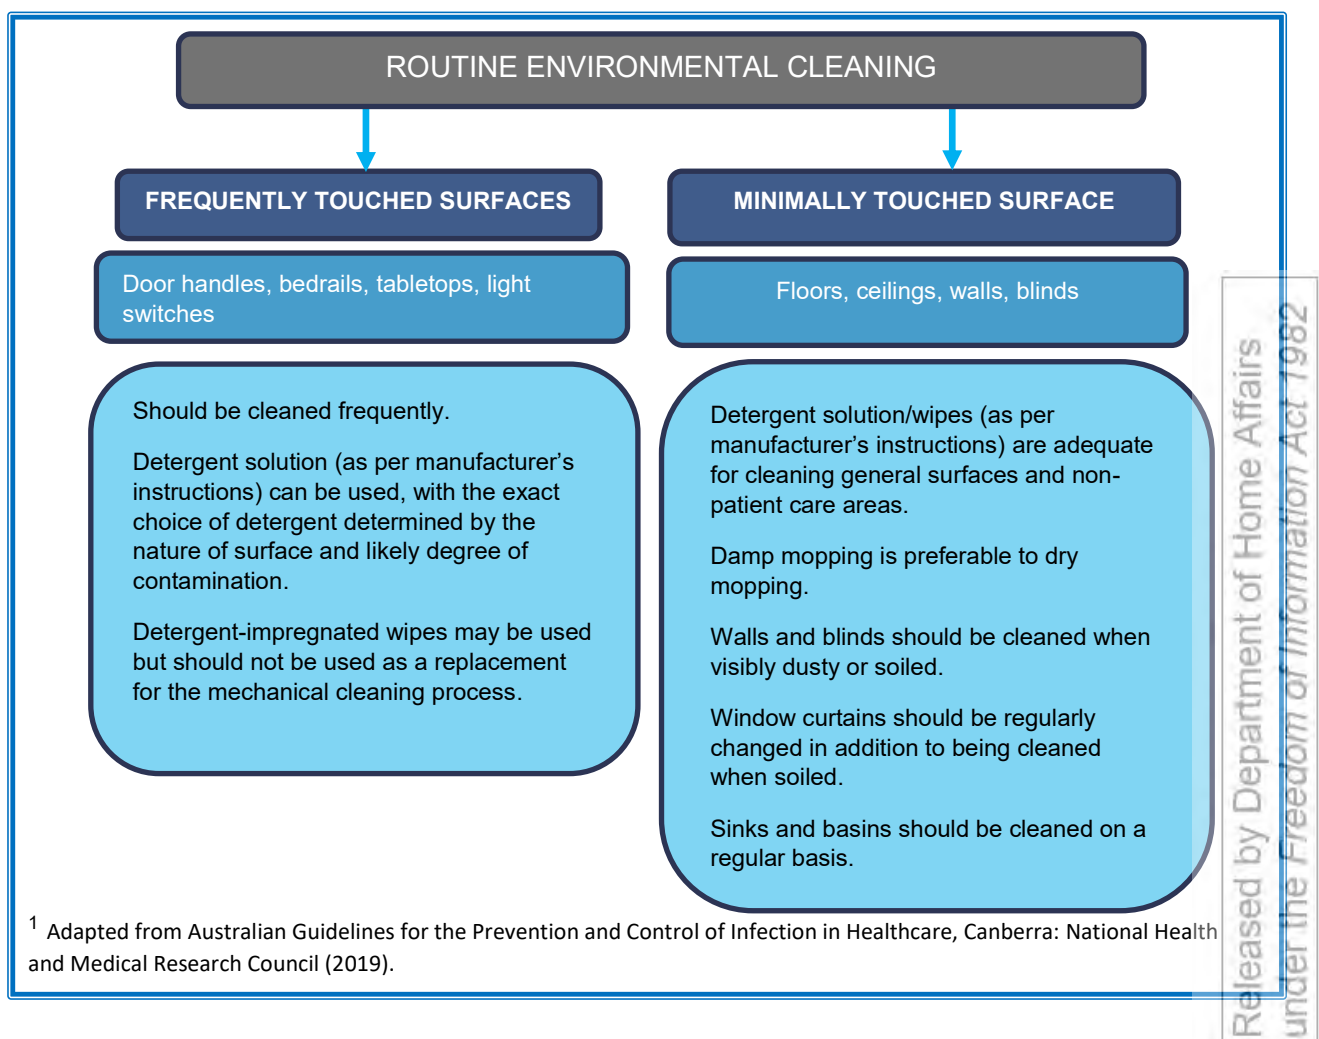 ROUTINE ENVIRONMENTAL CLEANING
FREQUENTLY TOUCHED SURFACES
Door handles, bedrails, tabletops, light
switches
Should be cleaned frequently.
Detergent solution (as per manufacturer’s
instructions) can be used, with the exact
choice of detergent determined by the
nature of surface and likely degree of
contamination.
Detergent-impregnated wipes may be used
but should not be used as a replacement
for the mechanical cleaning process.
MINIMALLY TOUCHED SURFACE
Floors, ceilings, walls, blinds
Detergent solution/wipes (as per
manufacturer’s instructions) are adequate
for cleaning general surfaces and non-
patient care areas.
Damp mopping is preferable to dry
mopping.
Walls and blinds should be cleaned when
visibly dusty or soiled.
Window curtains should be regularly
changed in addition to being cleaned
when soiled.
Sinks and basins should be cleaned on a
regular basis.
1 Adapted from Australian Guidelines for the Prevention and Control of Infection in Healthcare, Canberra: National Health
and Medical Research Council (2019).
Released by Department of Home Affairs
under the Freedom of Information Act 1982